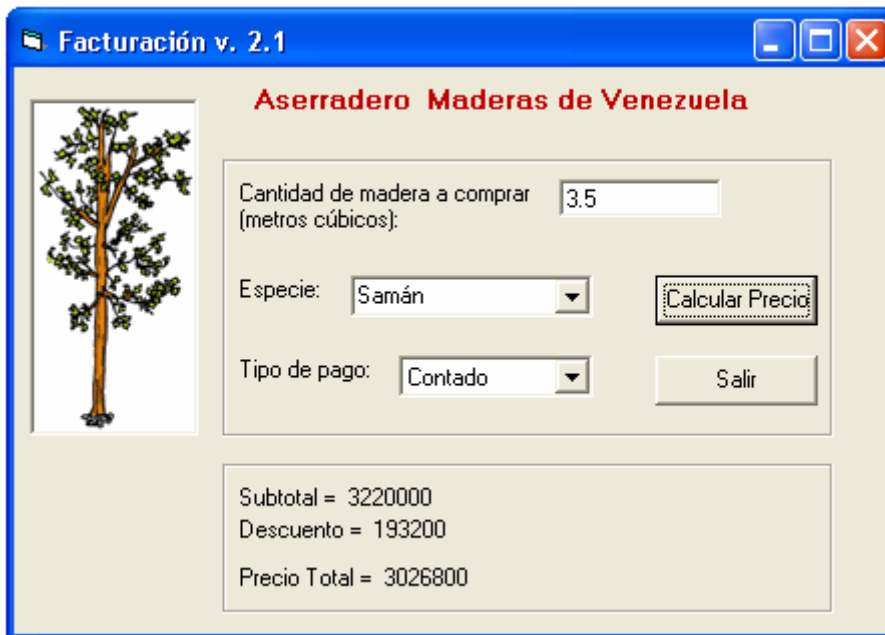 Facturación v. 2.1
Aserradero Maderas de Venezuela
Cantidad de madera a comprar
(metros cúbicos):
3.5
Especie:
Samán
Calcular Precio
Tipo de pago:
Contado
Salir
Subtotal = 3220000
Descuento = 193200
Precio Total = 3026800